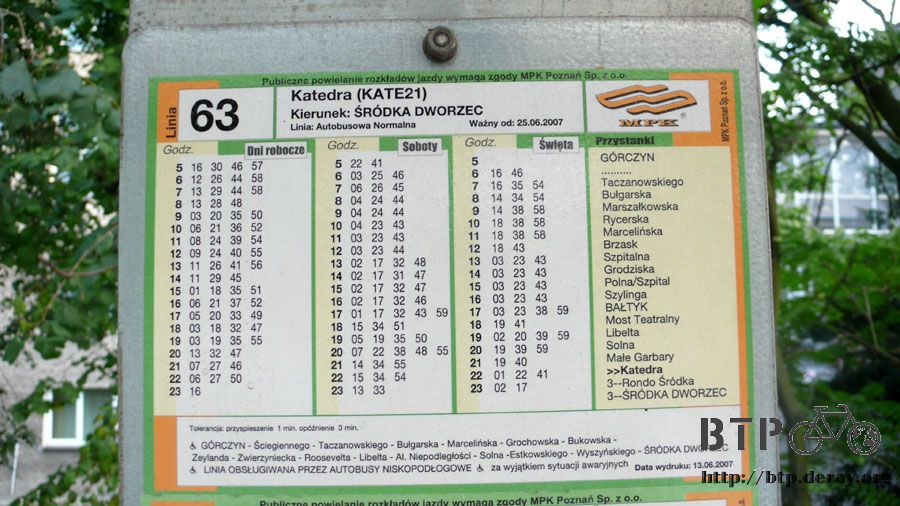 Publiczne powielanie rozkładów jazdy wymaga zgody MPK Poznań Sp. z o.o.
Linia 63
Katedra (KATE21)
Kierunek: ŚRÓDKA DWORZEC
Linia: Autobusowa Normalna Ważny od: 25.06.2007
MPK ®
MPK Poznań Sp. z o.o.
Godz. Dni robocze
5 16 30 46 57
6 12 26 44 58
7 13 29 44 58
8 13 28 48
9 03 20 35 50
10 06 21 36 52
11 08 24 39 54
12 09 24 40 55
13 11 26 41 56
14 11 29 45
15 01 18 35 51
16 06 21 37 52
17 05 20 33 49
18 03 18 32 47
19 03 19 35 55
20 13 32 47
21 07 27 46
22 06 27 50
23 16
Godz. Soboty
5 22 41
6 03 25 46
7 06 26 45
8 04 24 44
9 04 24 44
10 04 23 43
11 03 23 43
12 03 23 44
13 02 17 32 48
14 02 17 31 47
15 02 17 32 47
16 02 17 32 46
17 01 17 32 43 59
18 15 34 51
19 05 19 35 50
20 07 22 38 48 55
21 14 34 55
22 15 34 54
23 13 33
Godz. Święta
5
6 16 46
7 16 35 54
8 14 34 54
9 14 38 58
10 18 38 58
11 18 38 58
12 18 43
13 03 23 43
14 03 23 43
15 03 23 43
16 03 23 43
17 03 23 38 59
18 19 41
19 02 20 39 59
20 19 39 59
21 19 40
22 01 22 41
23 02 17
Przystanki
GÓRCZYN
..........
Taczanowskiego
Bułgarska
Marszałkowska
Rycerska
Marcelińska
Brzask
Szpitalna
Grodziska
Polna/Szpital
Szylinga
BAŁTYK
Most Teatralny
Libelta
Solna
Małe Garbary
>>Katedra
3--Rondo Śródka
3--ŚRÓDKA DWORZEC
Tolerancja: przyspieszenie 1 min. opóźnienie 3 min.
♿ GÓRCZYN - Ściegiennego - Taczanowskiego - Bułgarska - Marcelińska - Grochowska - Bukowska -
Zeylanda - Zwierzyniecka - Roosevelta - Libelta - Al. Niepodległości - Solna -Estkowskiego - Wyszyńskiego - ŚRÓDKA DWORZEC
♿ LINIA OBSŁUGIWANA PRZEZ AUTOBUSY NISKOPODŁOGOWE ♿ za wyjątkiem sytuacji awaryjnych Data wydruku: 13.06.2007
Publiczne powielanie rozkładów jazdy wymaga zgody MPK Poznań Sp. z o.o.
BTP
http://btp.deray.org